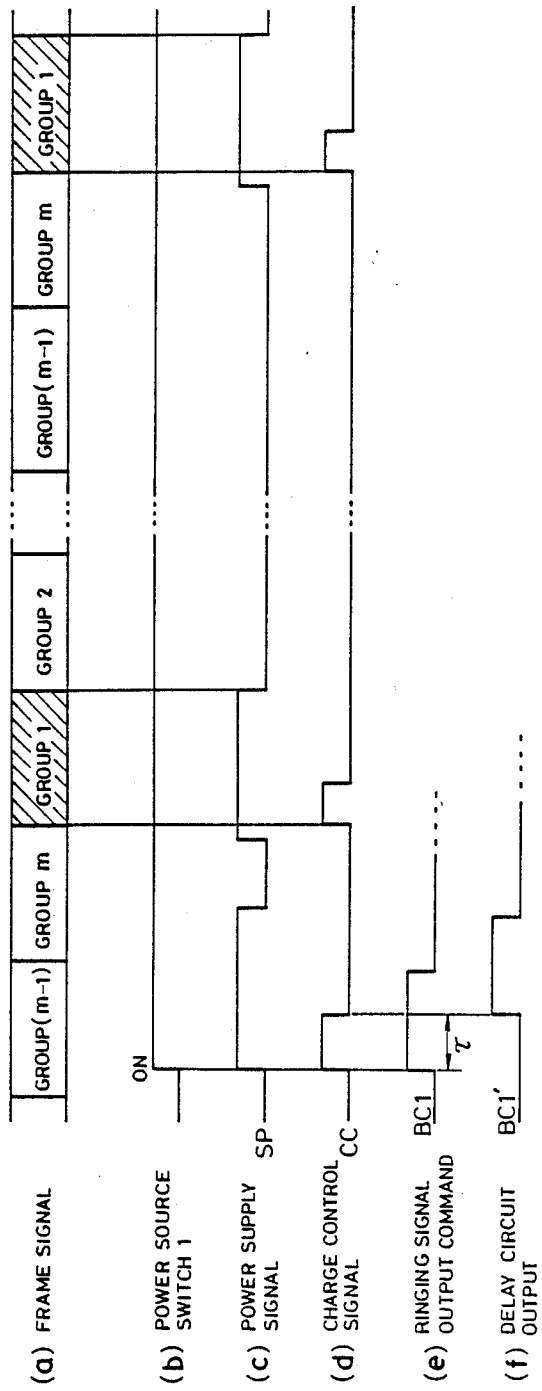 (a) FRAME SIGNAL
GROUP(m-1)
GROUP m
GROUP 1
GROUP 2
...
GROUP(m-1)
GROUP m
GROUP 1
(b) POWER SOURCE
SWITCH 1
ON
(c) POWER SUPPLY
SIGNAL
SP
(d) CHARGE CONTROL
SIGNAL
CC
(e) RINGING SIGNAL
OUTPUT COMMAND
BC1
τ
(f) DELAY CIRCUIT
OUTPUT
BC1'